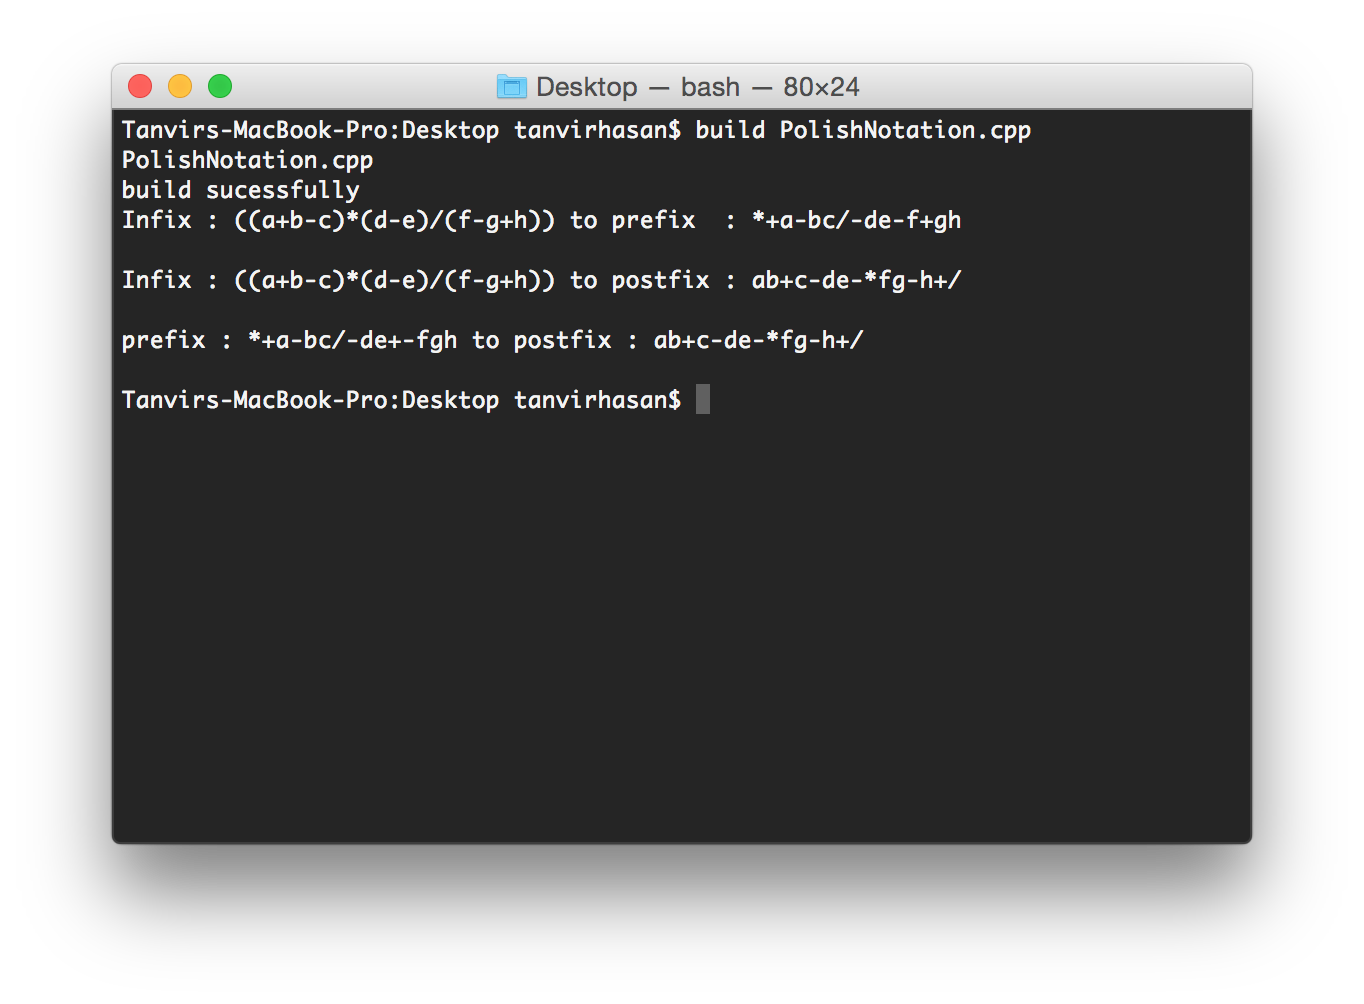 Desktop — bash — 80×24
Tanvirs-MacBook-Pro:Desktop tanvirhasan$ build PolishNotation.cpp
PolishNotation.cpp
build sucessfully
Infix : ((a+b-c)*(d-e)/(f-g+h)) to prefix  : *+a-bc/-de-f+gh
Infix : ((a+b-c)*(d-e)/(f-g+h)) to postfix : ab+c-de-*fg-h+/
prefix : *+a-bc/-de+-fgh to postfix : ab+c-de-*fg-h+/
Tanvirs-MacBook-Pro:Desktop tanvirhasan$